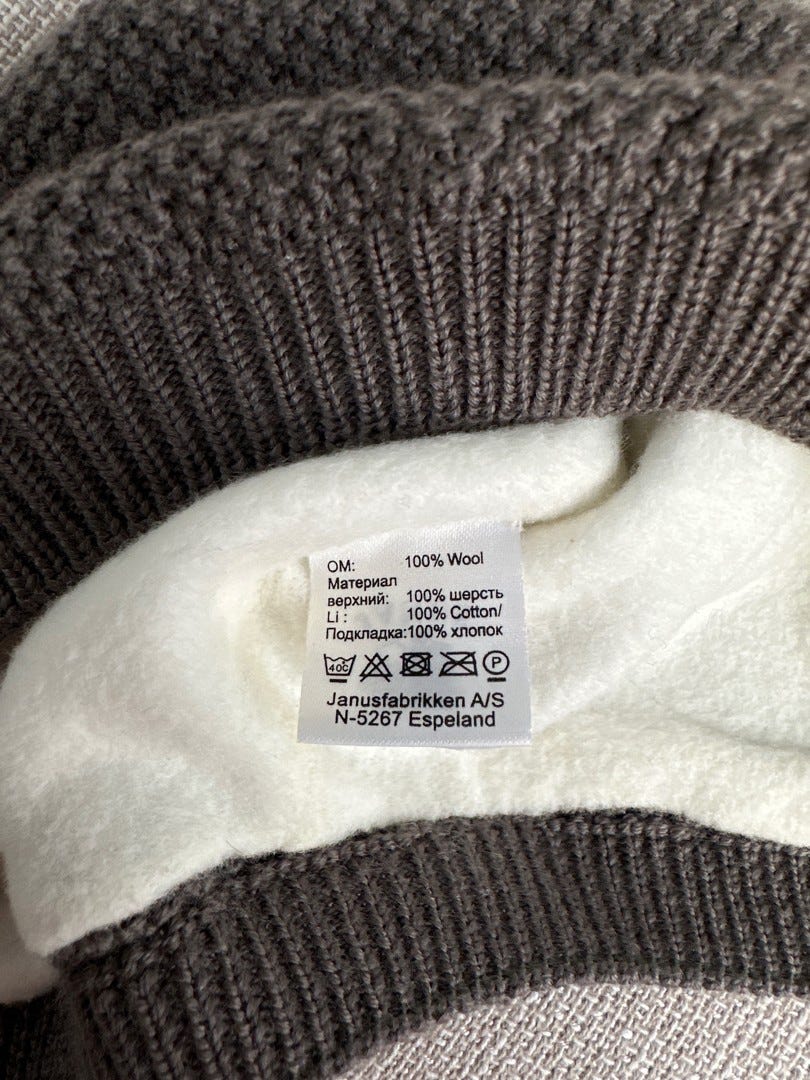 OM: 100% Wool
Материал
верхний: 100% шерсть
Li : 100% Cotton/
Подкладка:100% хлопок
40C P
Janusfabrikken A/S
N-5267 Espeland